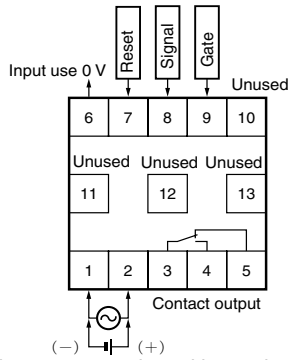 Reset
Signal
Gate
Input use 0 V
Unused
6 7 8 9 10
Unused Unused Unused
11 12 13
1 2 3 4 5
Contact output
(−) (+)